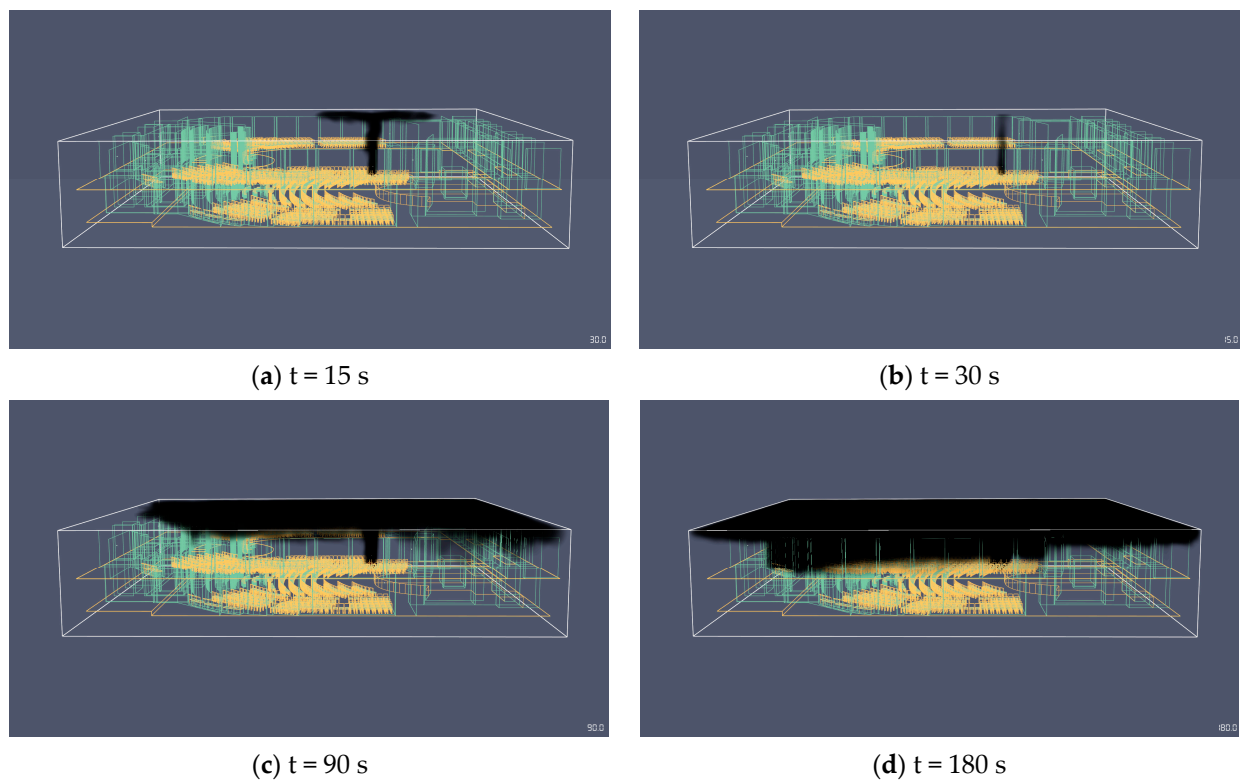 30.0
15.0
(a) t = 15 s
(b) t = 30 s
90.0
180.0
(c) t = 90 s
(d) t = 180 s